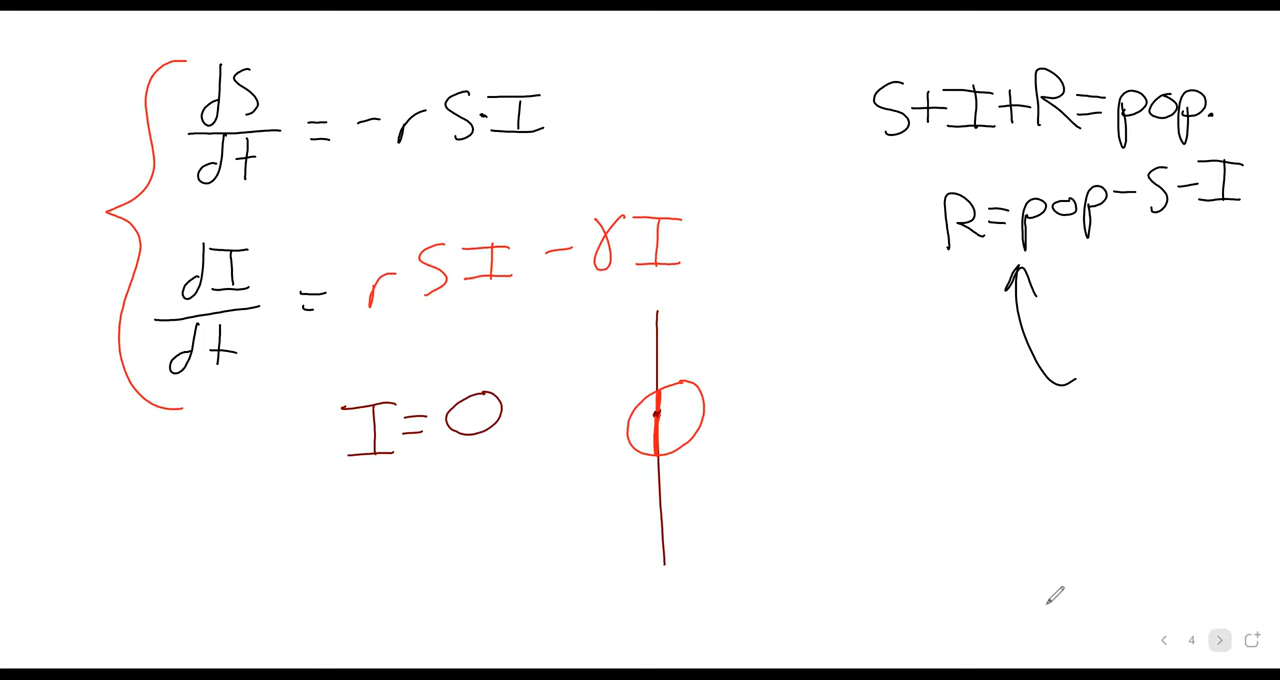 dS/dt = -r S·I
S+I+R=pop.
R=pop-S-I
dI/dt = r S I - γ I
I=0
4